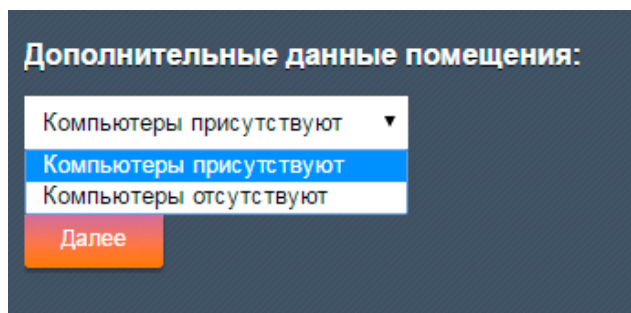 Дополнительные данные помещения:
Компьютеры присутствуют
Компьютеры присутствуют
Компьютеры отсутствуют
Далее